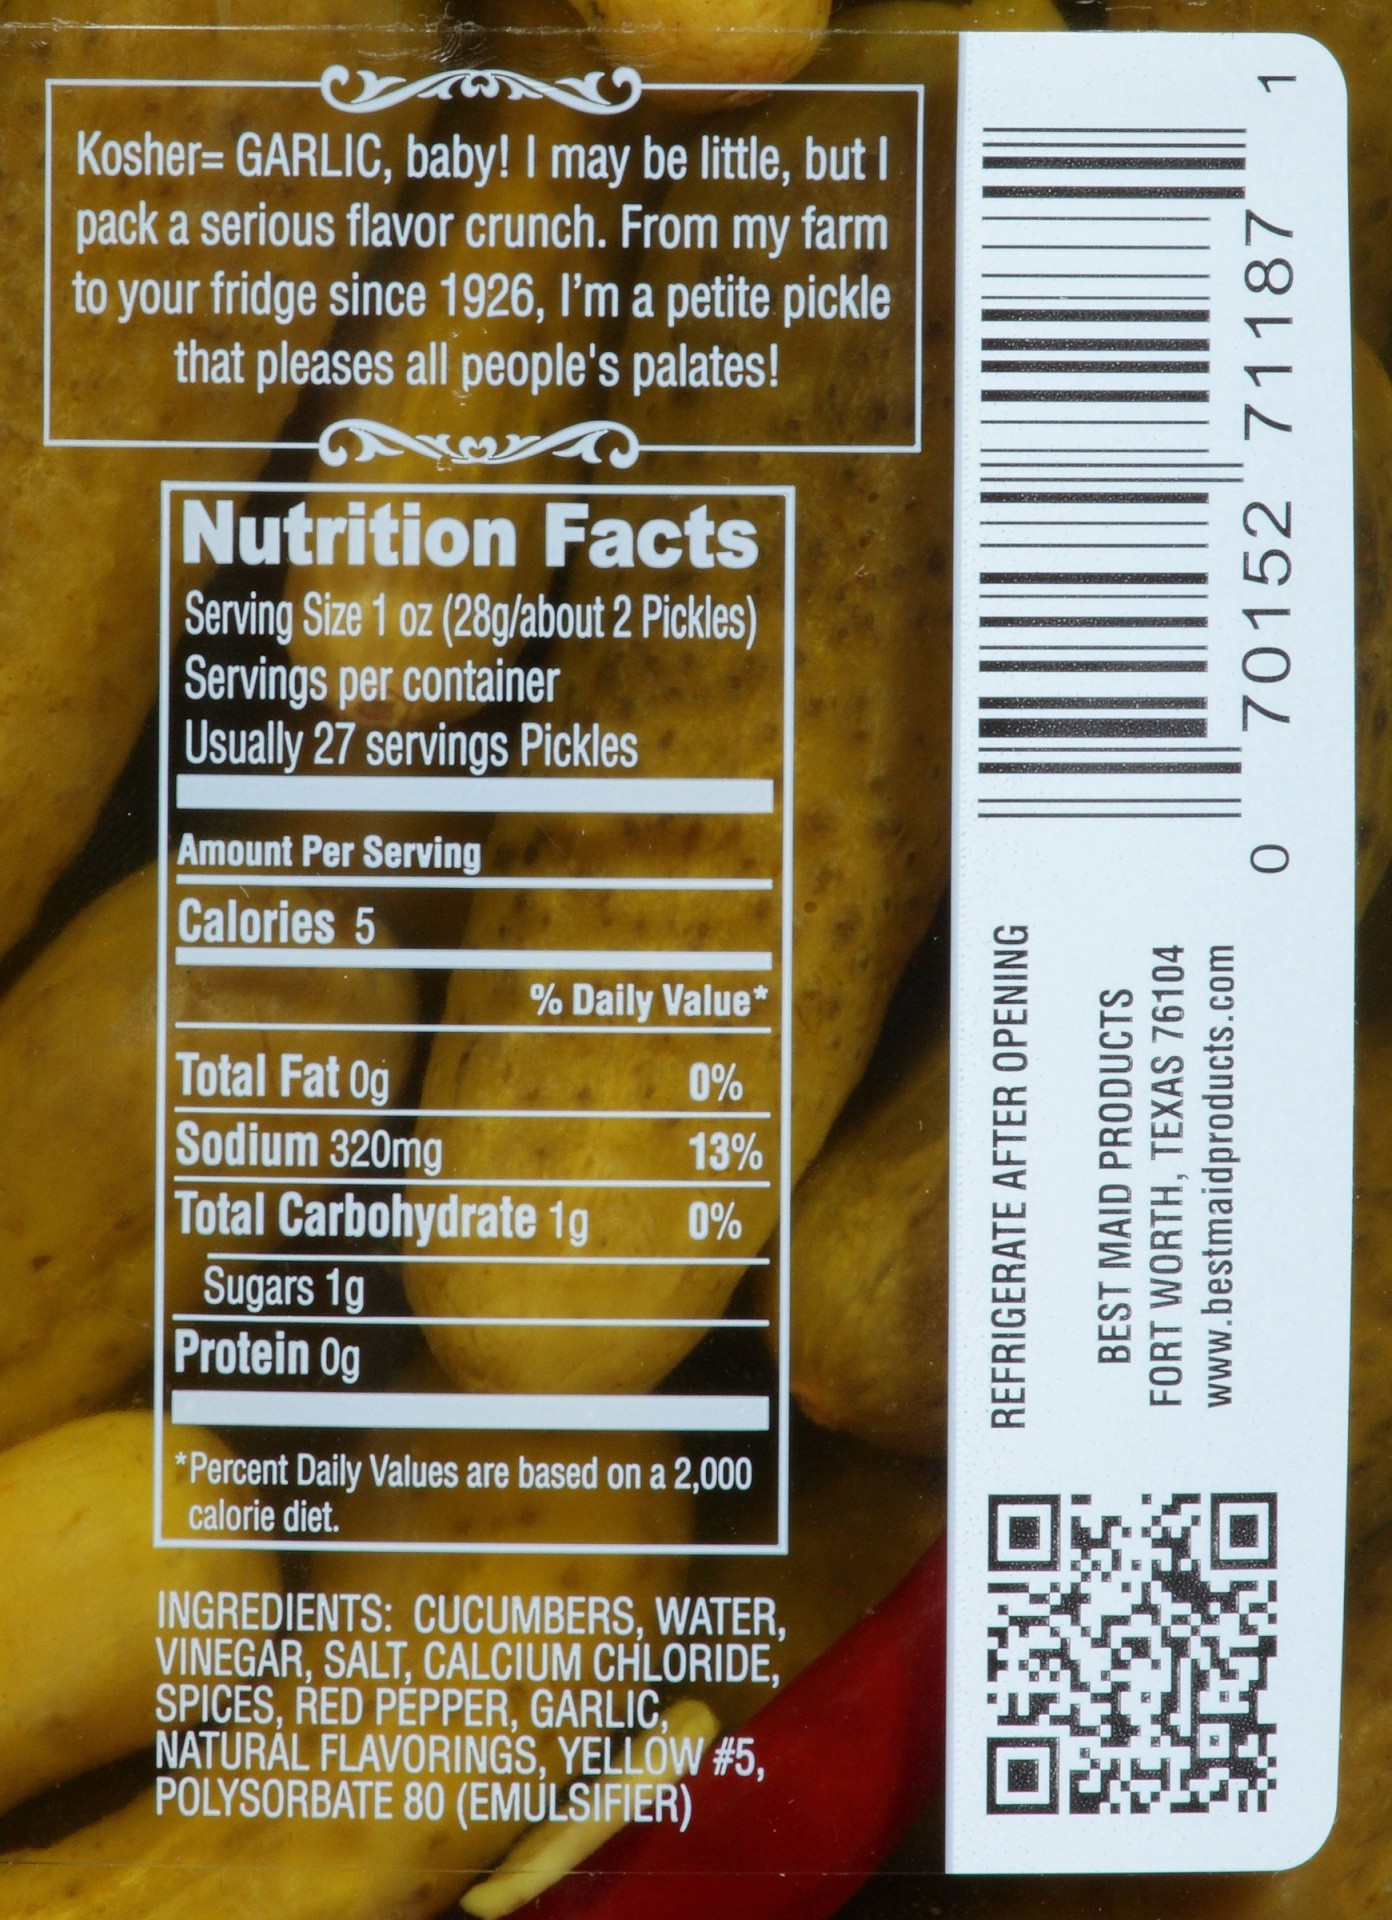 Kosher= GARLIC, baby! I may be little, but I
pack a serious flavor crunch. From my farm
to your fridge since 1926, I'm a petite pickle
that pleases all people's palates!
Nutrition Facts
Serving Size 1 oz (28g/about 2 Pickles)
Servings per container
Usually 27 servings Pickles
Amount Per Serving
Calories 5
% Daily Value*
Total Fat 0g 0%
Sodium 320mg 13%
Total Carbohydrate 1g 0%
Sugars 1g
Protein 0g
*Percent Daily Values are based on a 2,000
calorie diet.
INGREDIENTS: CUCUMBERS, WATER,
VINEGAR, SALT, CALCIUM CHLORIDE,
SPICES, RED PEPPER, GARLIC,
NATURAL FLAVORINGS, YELLOW #5,
POLYSORBATE 80 (EMULSIFIER)
0 70152 71187 1
REFRIGERATE AFTER OPENING
BEST MAID PRODUCTS
FORT WORTH, TEXAS 76104
www.bestmaidproducts.com